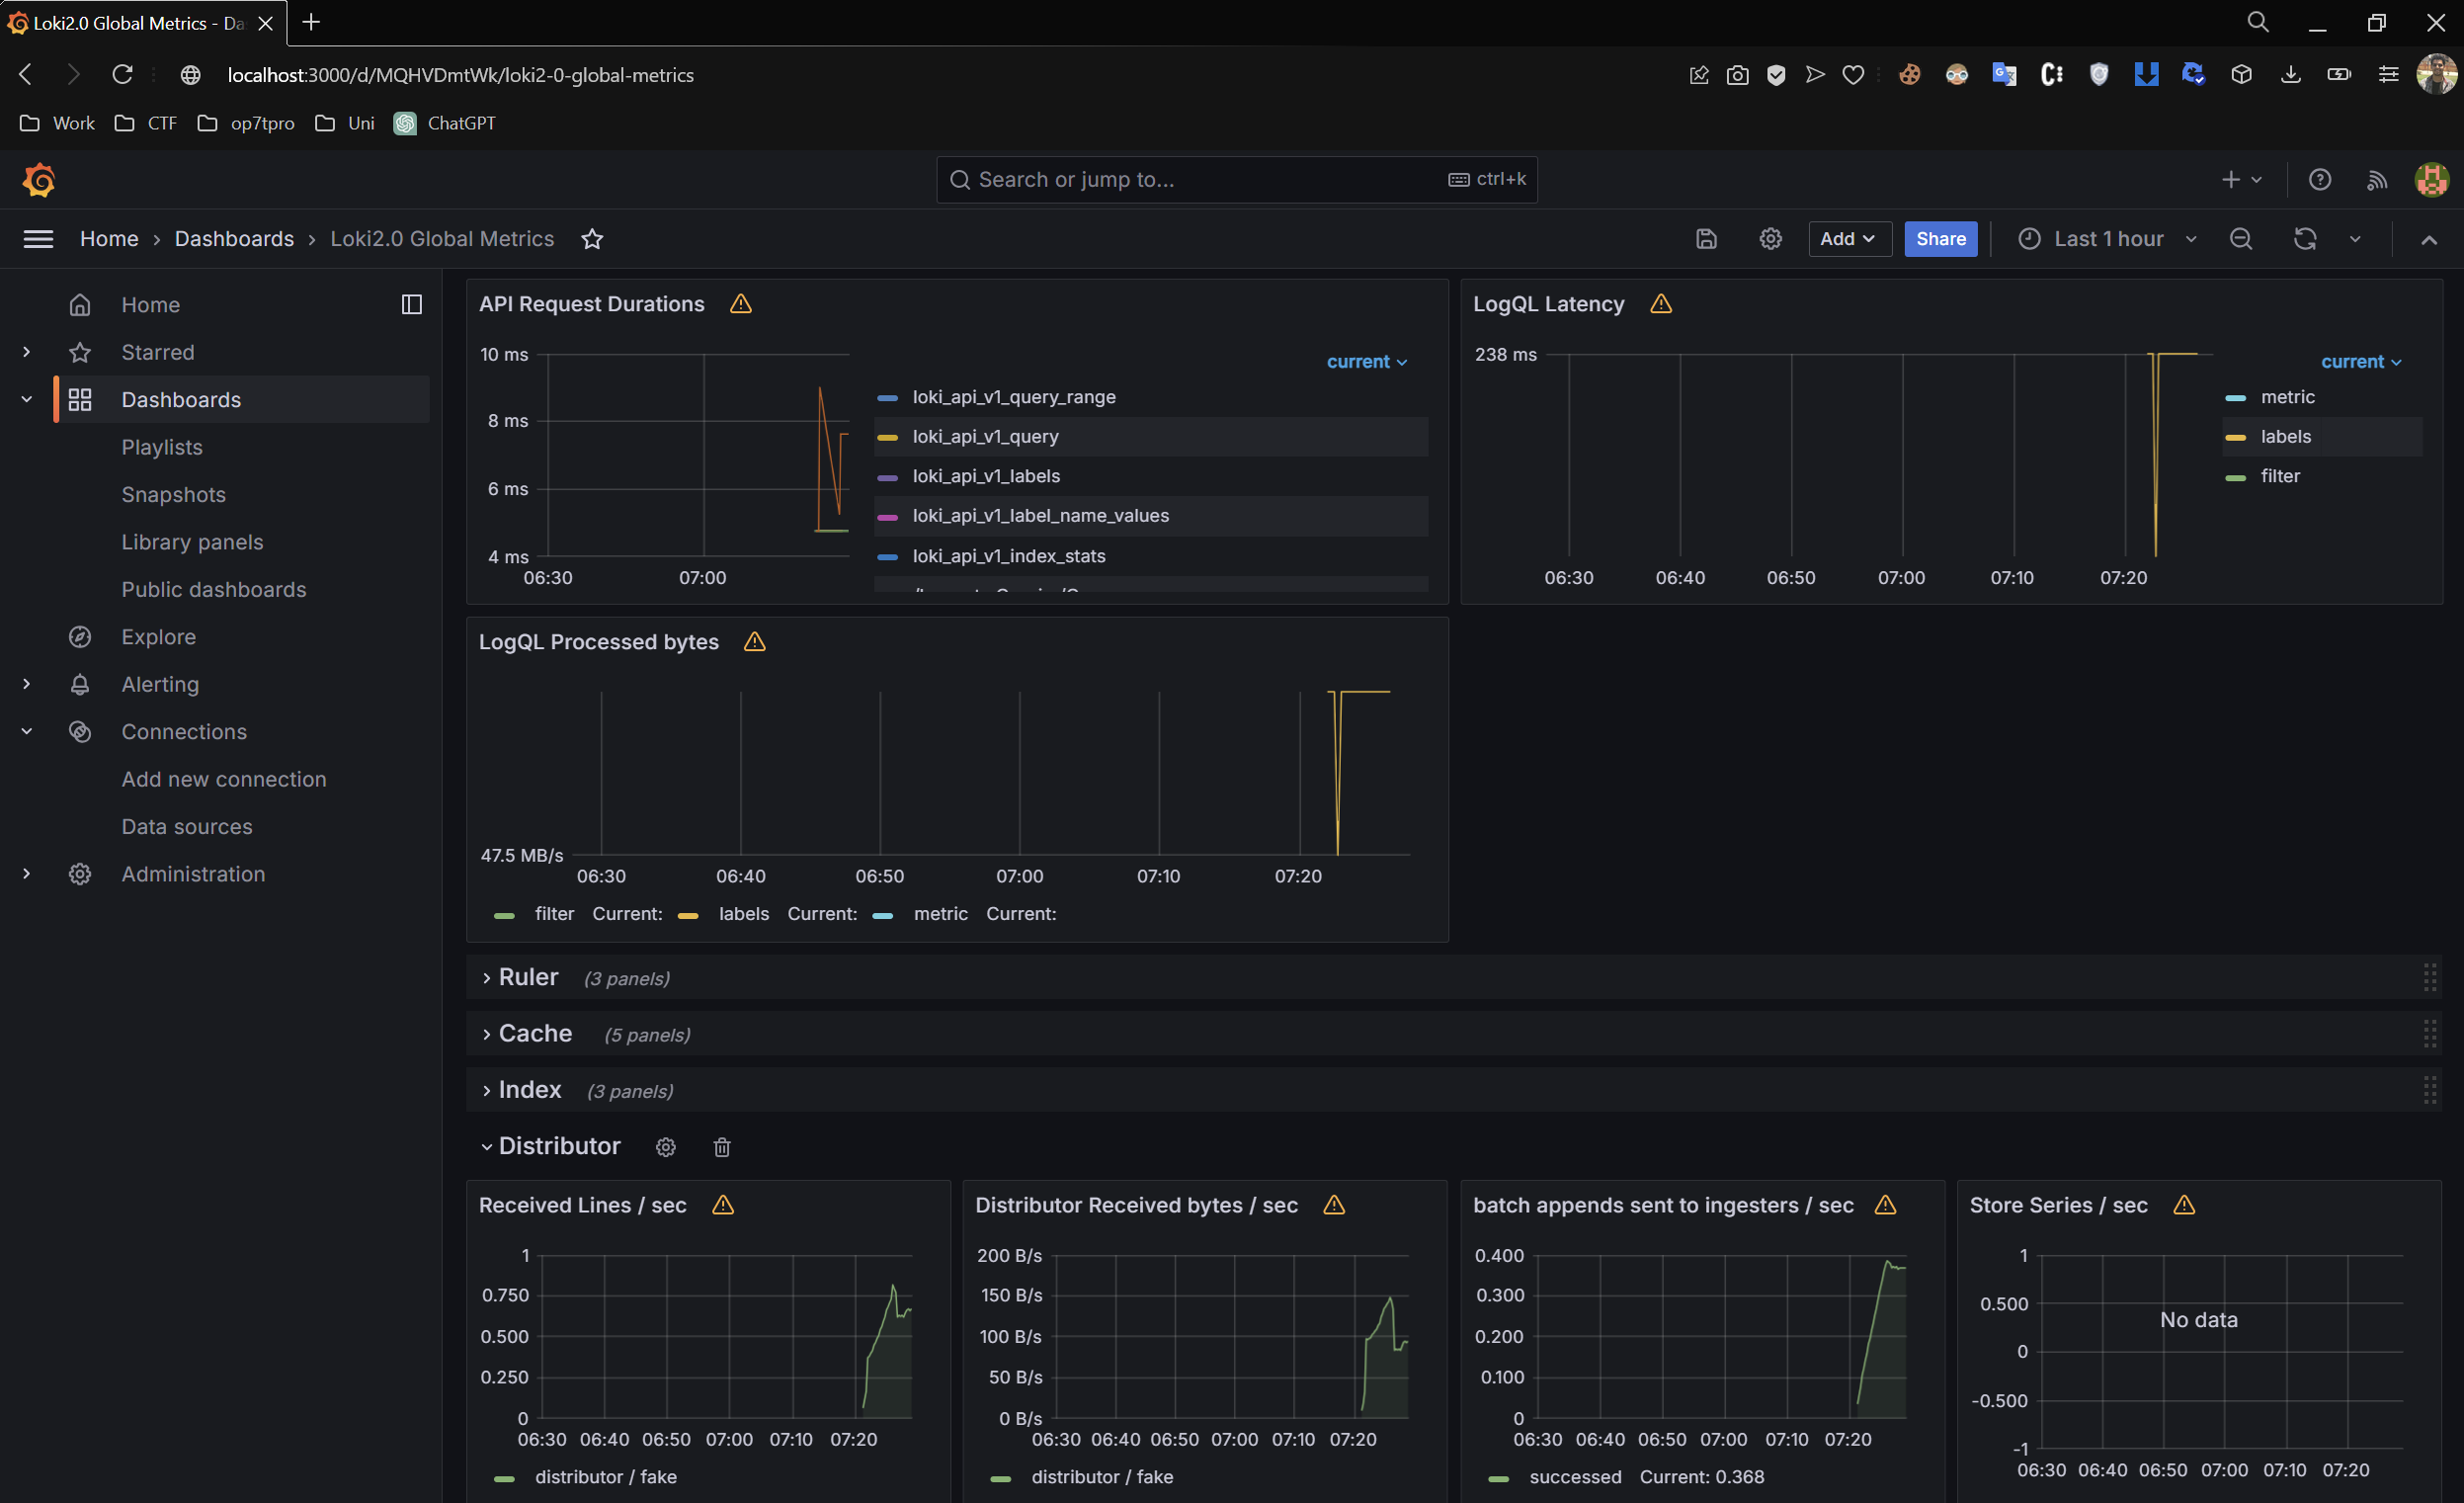 Loki2.0 Global Metrics - Da
localhost:3000/d/MQHVDmtWk/loki2-0-global-metrics
Work CTF op7tpro Uni ChatGPT
Search or jump to... ctrl+k
Home Dashboards Loki2.0 Global Metrics Add Share Last 1 hour
Home
Starred
Dashboards
Playlists
Snapshots
Library panels
Public dashboards
Explore
Alerting
Connections
Add new connection
Data sources
Administration
API Request Durations
10 ms
8 ms
6 ms
4 ms
06:30 07:00
current
loki_api_v1_query_range
loki_api_v1_query
loki_api_v1_labels
loki_api_v1_label_name_values
loki_api_v1_index_stats
LogQL Latency
238 ms
06:30 06:40 06:50 07:00 07:10 07:20
current
metric
labels
filter
LogQL Processed bytes
47.5 MB/s
06:30 06:40 06:50 07:00 07:10 07:20
filter Current: labels Current: metric Current:
Ruler (3 panels)
Cache (5 panels)
Index (3 panels)
Distributor
Received Lines / sec
1
0.750
0.500
0.250
0
06:30 06:40 06:50 07:00 07:10 07:20
distributor / fake
Distributor Received bytes / sec
200 B/s
150 B/s
100 B/s
50 B/s
0 B/s
06:30 06:40 06:50 07:00 07:10 07:20
distributor / fake
batch appends sent to ingesters / sec
0.400
0.300
0.200
0.100
0
06:30 06:40 06:50 07:00 07:10 07:20
successed Current: 0.368
Store Series / sec
1
0.500
0
-0.500
-1
No data
06:30 06:40 06:50 07:00 07:10 07:20